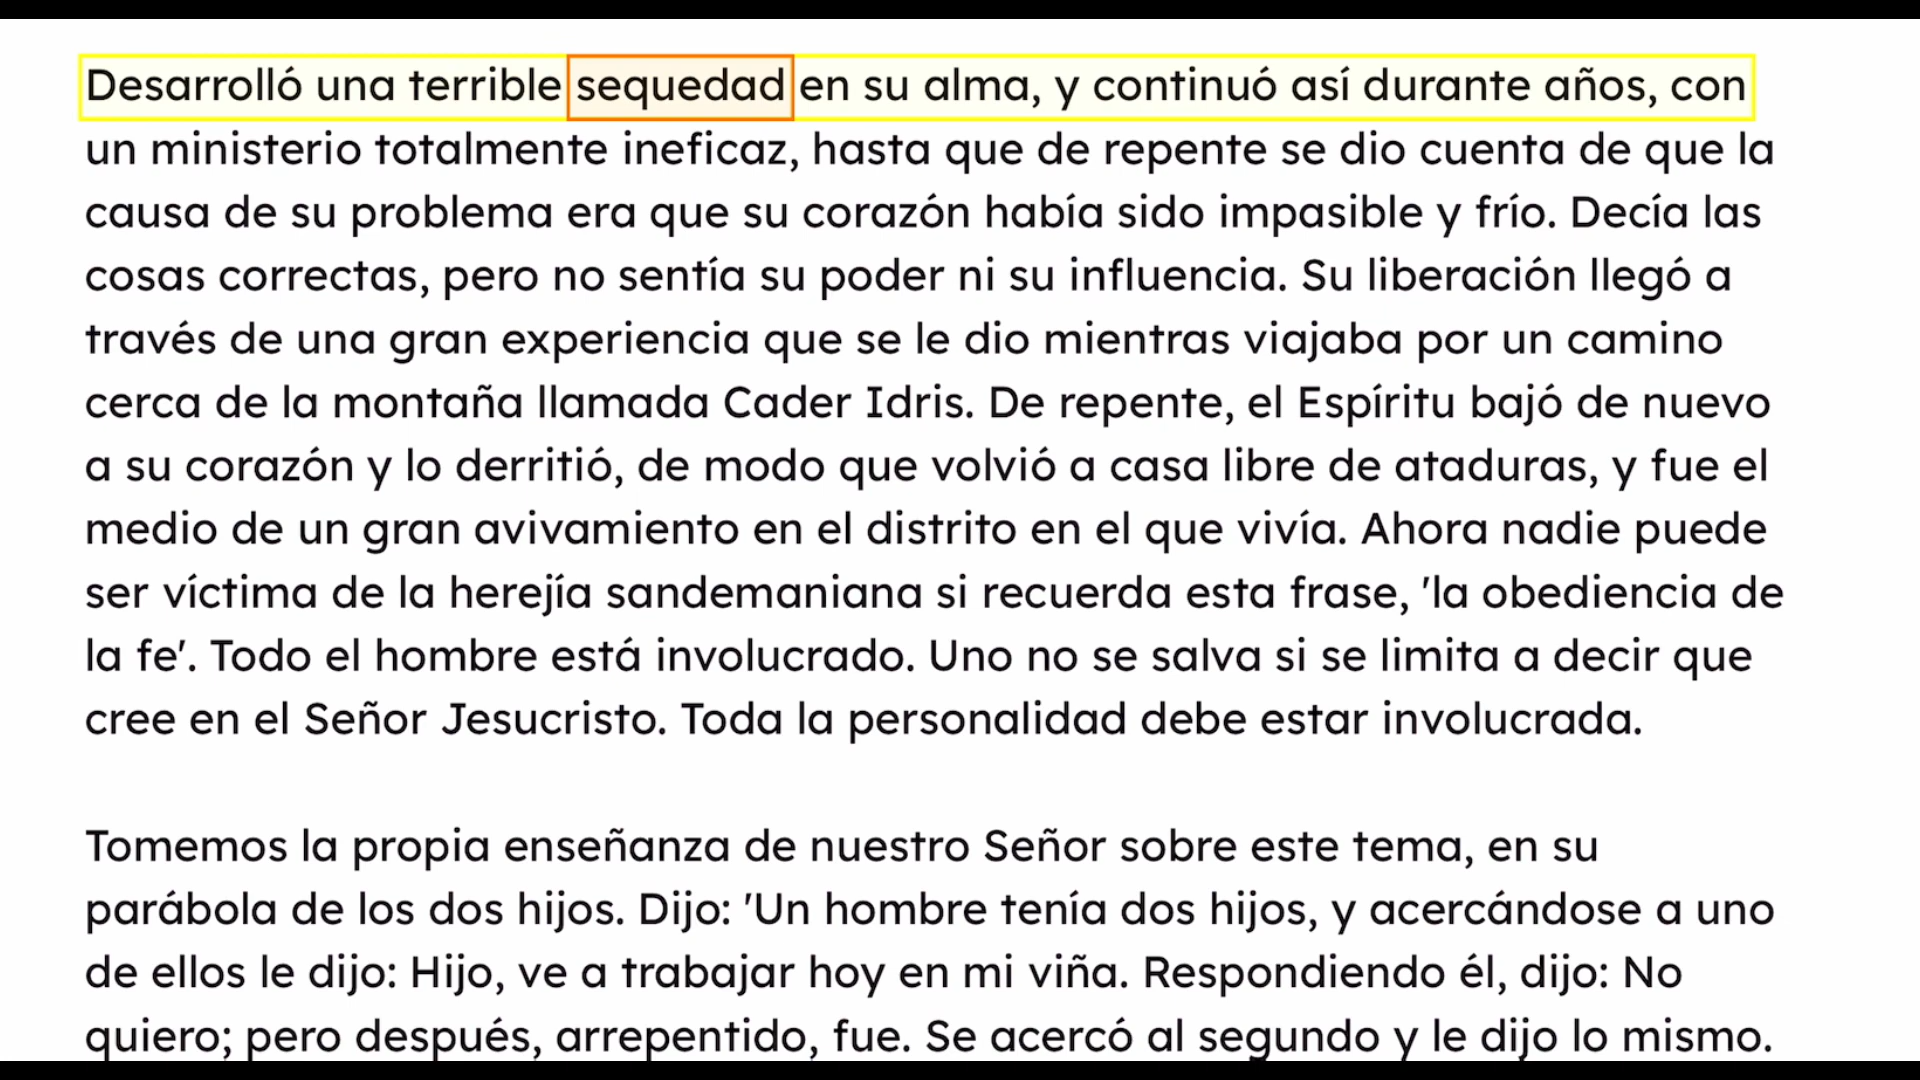 Desarrolló una terrible sequedad en su alma, y continuó así durante años, con
un ministerio totalmente ineficaz, hasta que de repente se dio cuenta de que la
causa de su problema era que su corazón había sido impasible y frío. Decía las
cosas correctas, pero no sentía su poder ni su influencia. Su liberación llegó a
través de una gran experiencia que se le dio mientras viajaba por un camino
cerca de la montaña llamada Cader Idris. De repente, el Espíritu bajó de nuevo
a su corazón y lo derritió, de modo que volvió a casa libre de ataduras, y fue el
medio de un gran avivamiento en el distrito en el que vivía. Ahora nadie puede
ser víctima de la herejía sandemaniana si recuerda esta frase, 'la obediencia de
la fe'. Todo el hombre está involucrado. Uno no se salva si se limita a decir que
cree en el Señor Jesucristo. Toda la personalidad debe estar involucrada.
Tomemos la propia enseñanza de nuestro Señor sobre este tema, en su
parábola de los dos hijos. Dijo: 'Un hombre tenía dos hijos, y acercándose a uno
de ellos le dijo: Hijo, ve a trabajar hoy en mi viña. Respondiendo él, dijo: No
quiero; pero después, arrepentido, fue. Se acercó al segundo y le dijo lo mismo.